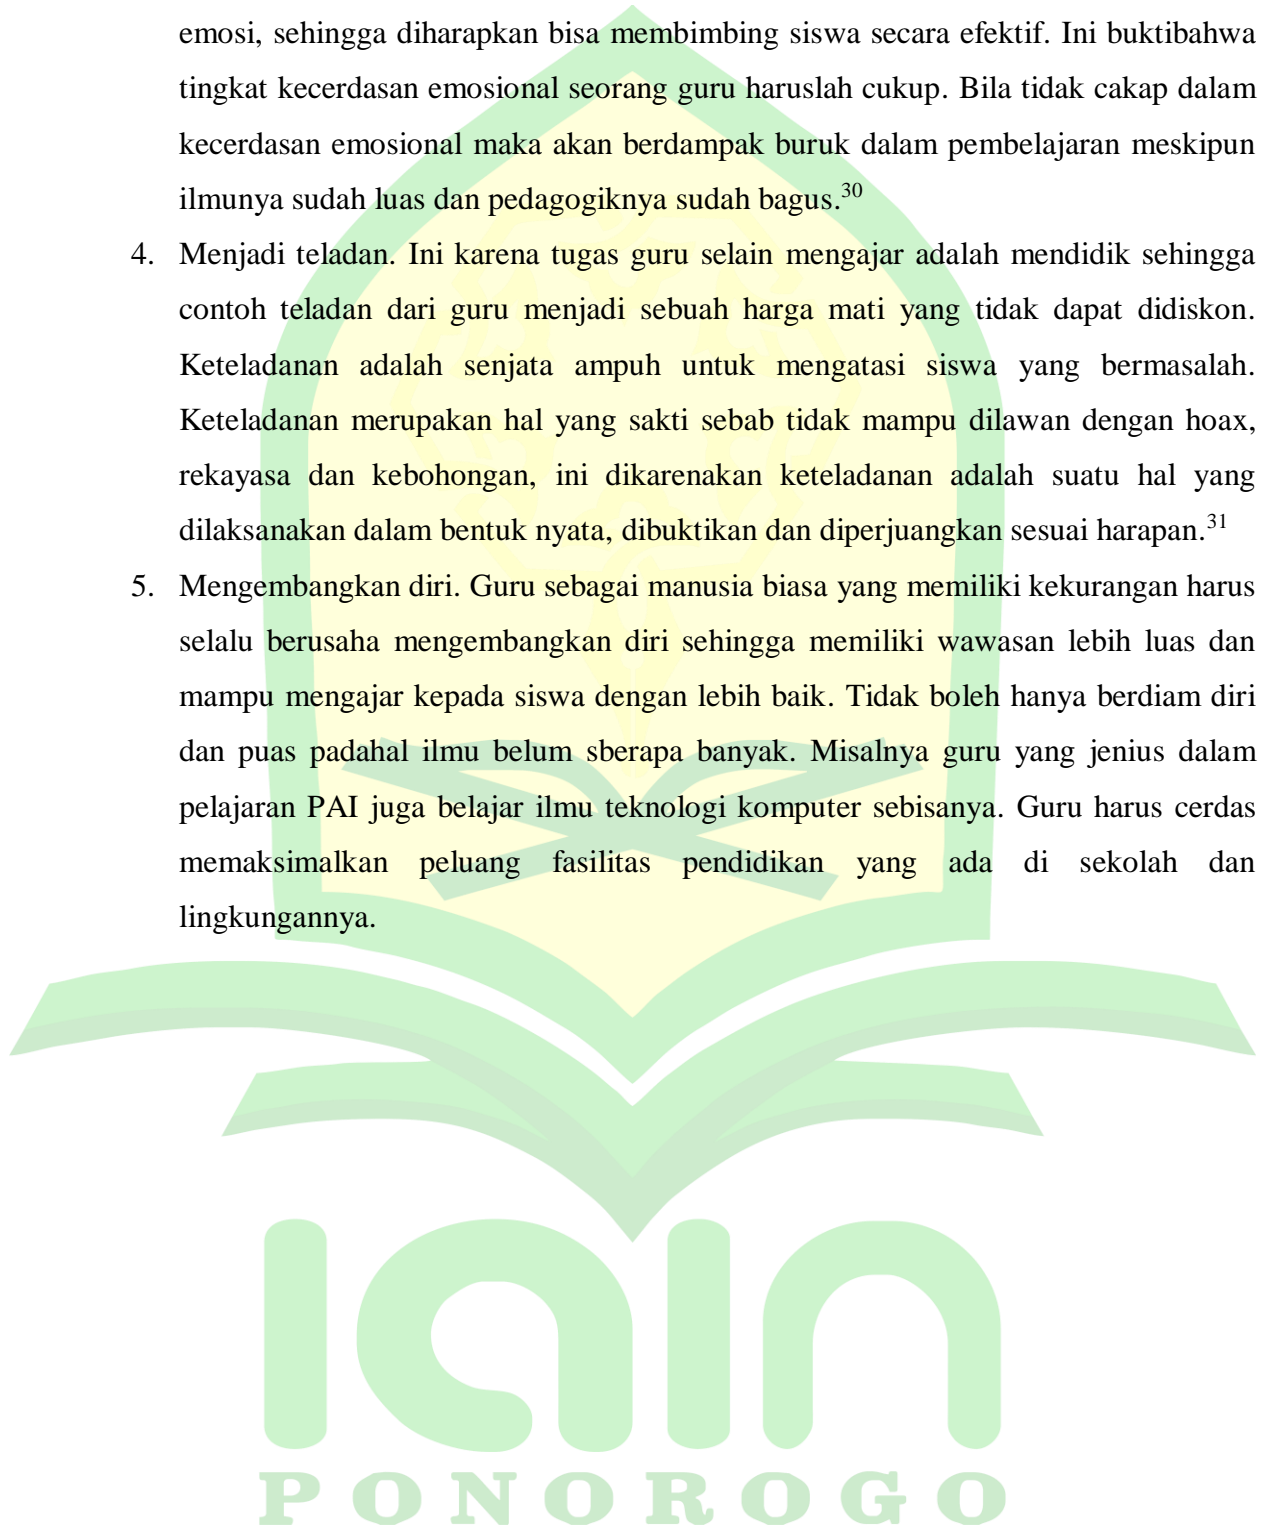 emosi, sehingga diharapkan bisa membimbing siswa secara efektif. Ini buktibahwa
tingkat kecerdasan emosional seorang guru haruslah cukup. Bila tidak cakap dalam
kecerdasan emosional maka akan berdampak buruk dalam pembelajaran meskipun
ilmunya sudah luas dan pedagogiknya sudah bagus.30
4. Menjadi teladan. Ini karena tugas guru selain mengajar adalah mendidik sehingga
contoh teladan dari guru menjadi sebuah harga mati yang tidak dapat didiskon.
Keteladanan adalah senjata ampuh untuk mengatasi siswa yang bermasalah.
Keteladanan merupakan hal yang sakti sebab tidak mampu dilawan dengan hoax,
rekayasa dan kebohongan, ini dikarenakan keteladanan adalah suatu hal yang
dilaksanakan dalam bentuk nyata, dibuktikan dan diperjuangkan sesuai harapan.31
5. Mengembangkan diri. Guru sebagai manusia biasa yang memiliki kekurangan harus
selalu berusaha mengembangkan diri sehingga memiliki wawasan lebih luas dan
mampu mengajar kepada siswa dengan lebih baik. Tidak boleh hanya berdiam diri
dan puas padahal ilmu belum sberapa banyak. Misalnya guru yang jenius dalam
pelajaran PAI juga belajar ilmu teknologi komputer sebisanya. Guru harus cerdas
memaksimalkan peluang fasilitas pendidikan yang ada di sekolah dan
lingkungannya.
iain
PONOROGO